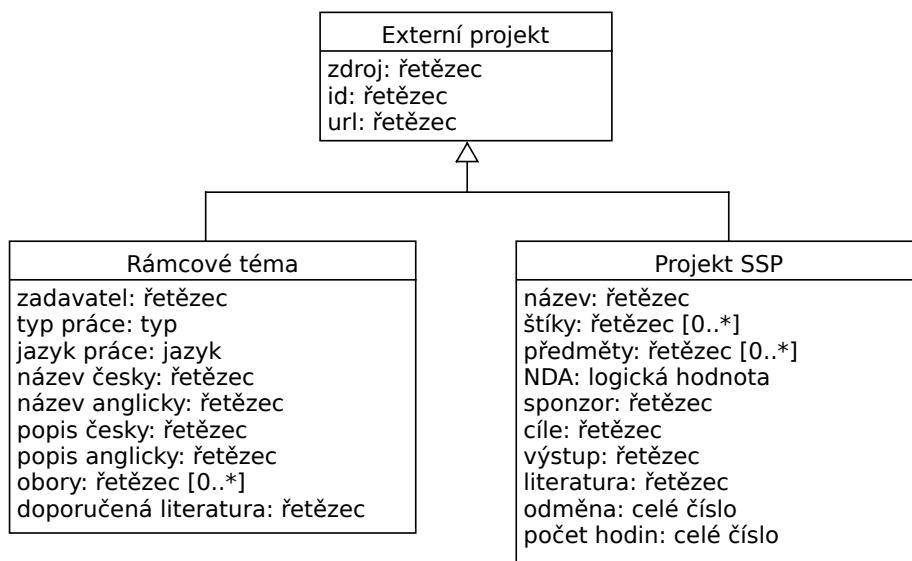 Externí projekt
zdroj: řetězec
id: řetězec
url: řetězec
Rámcové téma
zadavatel: řetězec
typ práce: typ
jazyk práce: jazyk
název česky: řetězec
název anglicky: řetězec
popis česky: řetězec
popis anglicky: řetězec
obory: řetězec [0..*]
doporučená literatura: řetězec
Projekt SSP
název: řetězec
štíky: řetězec [0..*]
předměty: řetězec [0..*]
NDA: logická hodnota
sponzor: řetězec
cíle: řetězec
výstup: řetězec
literatura: řetězec
odměna: celé číslo
počet hodin: celé číslo